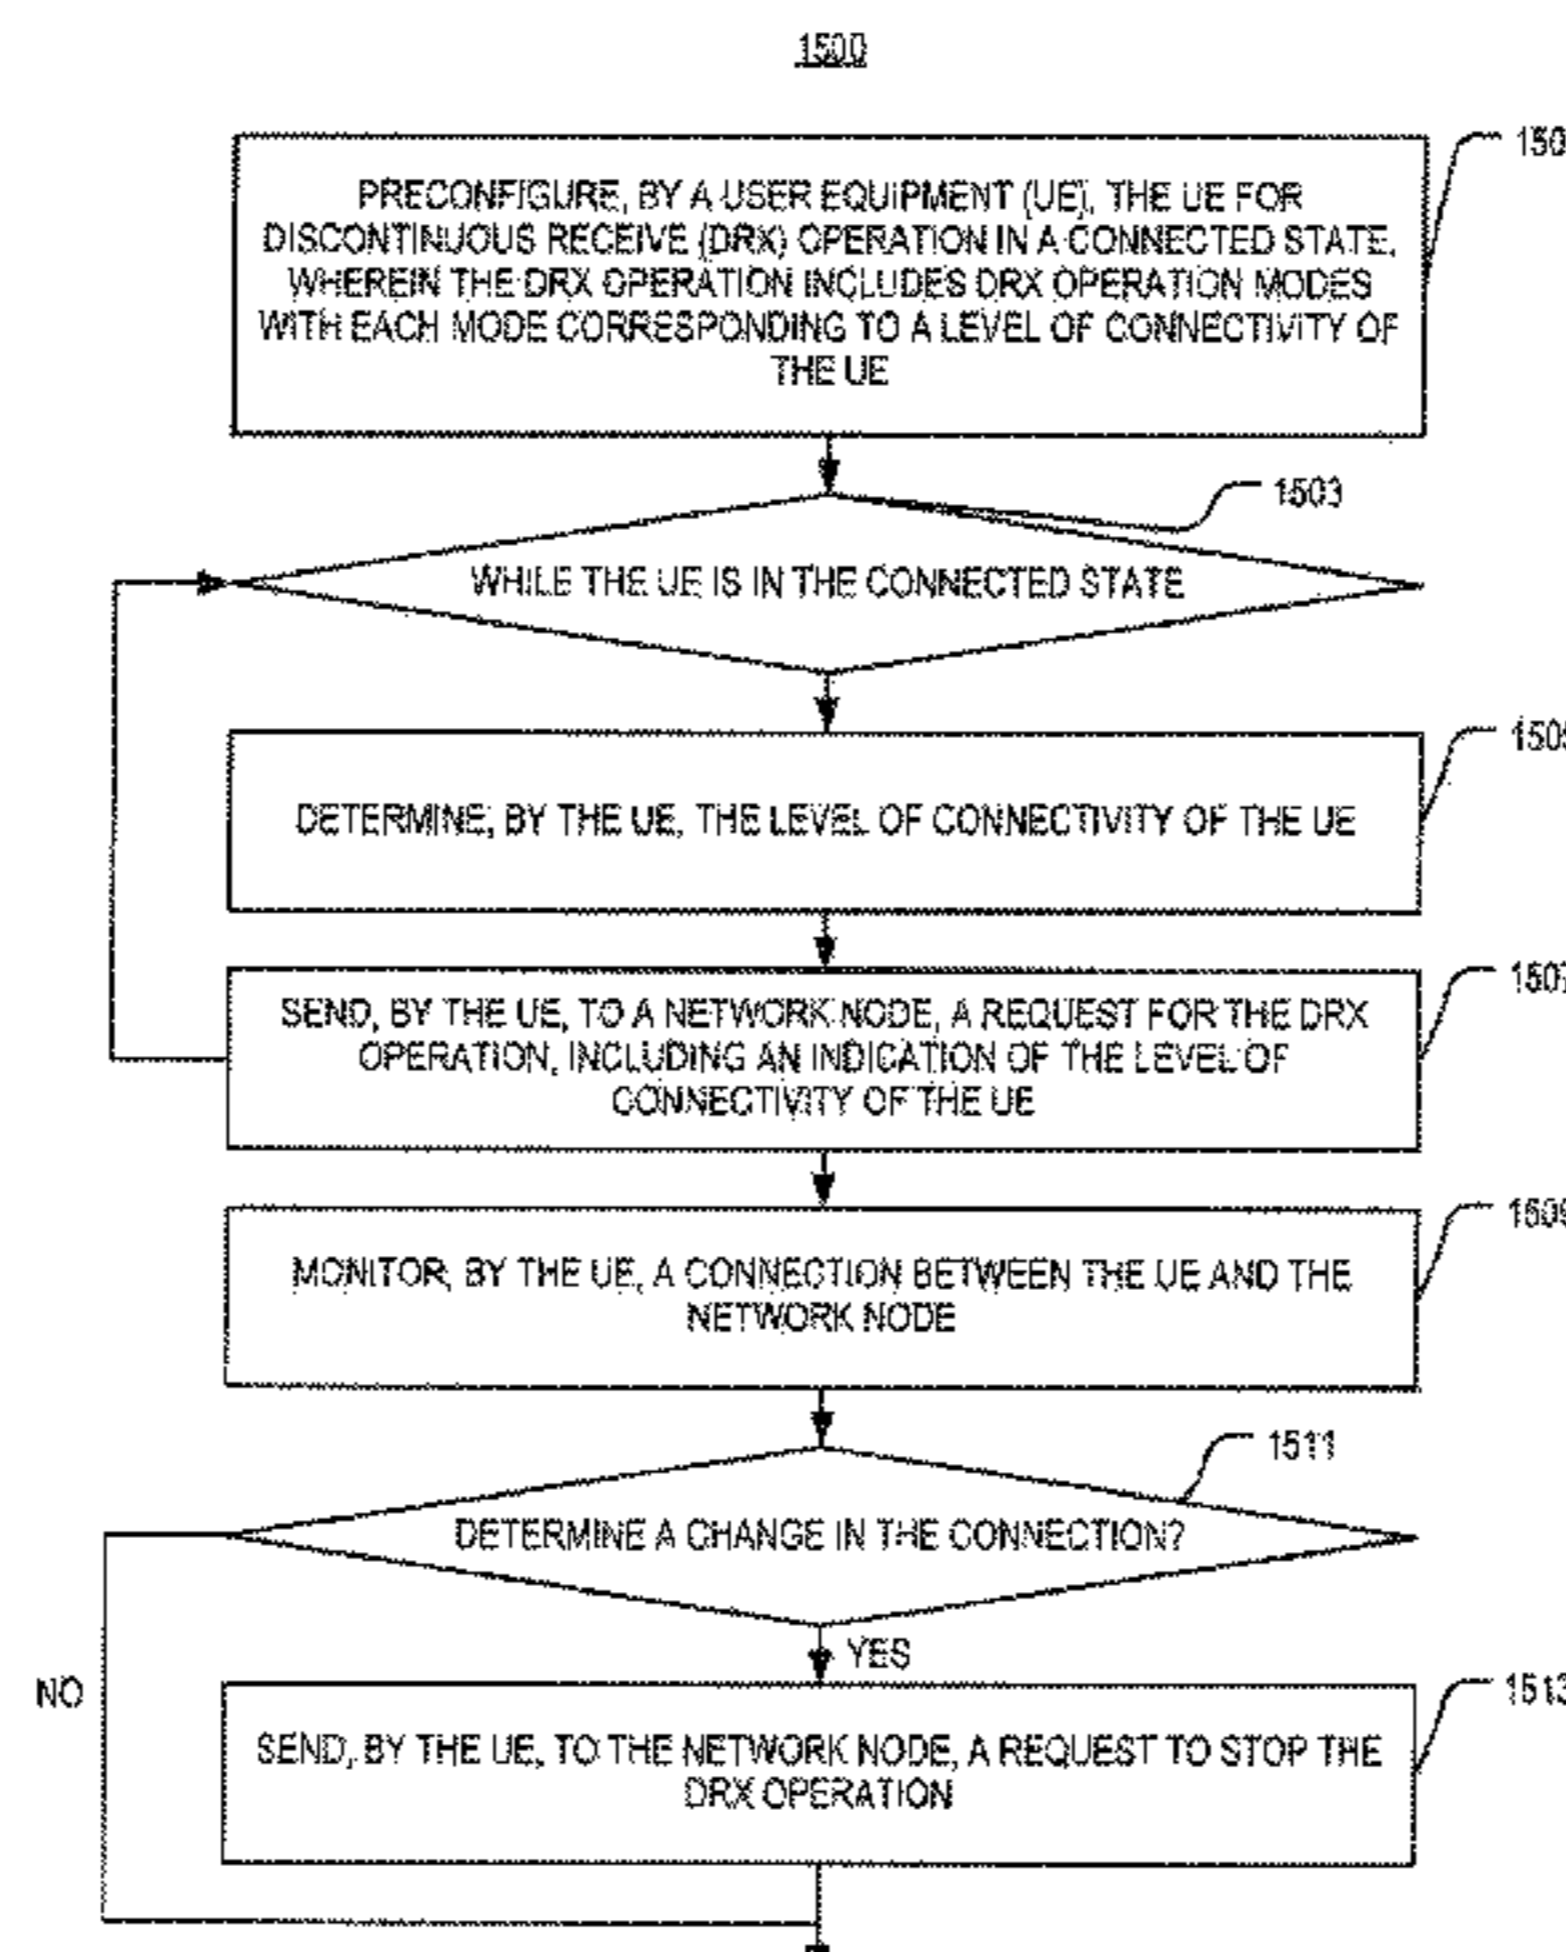 1500
150
PRECONFIGURE, BY A USER EQUIPMENT (UE), THE UE FOR
DISCONTINUOUS RECEIVE (DRX) OPERATION IN A CONNECTED STATE,
WHEREIN THE DRX OPERATION INCLUDES DRX OPERATION MODES
WITH EACH MODE CORRESPONDING TO A LEVEL OF CONNECTIVITY OF
THE UE
1503
WHILE THE UE IS IN THE CONNECTED STATE
1505
DETERMINE, BY THE UE, THE LEVEL OF CONNECTIVITY OF THE UE
1507
SEND, BY THE UE, TO A NETWORK NODE, A REQUEST FOR THE DRX
OPERATION, INCLUDING AN INDICATION OF THE LEVEL OF
CONNECTIVITY OF THE UE
1509
MONITOR, BY THE UE, A CONNECTION BETWEEN THE UE AND THE
NETWORK NODE
1511
DETERMINE A CHANGE IN THE CONNECTION?
YES
NO
1513
SEND, BY THE UE, TO THE NETWORK NODE, A REQUEST TO STOP THE
DRX OPERATION